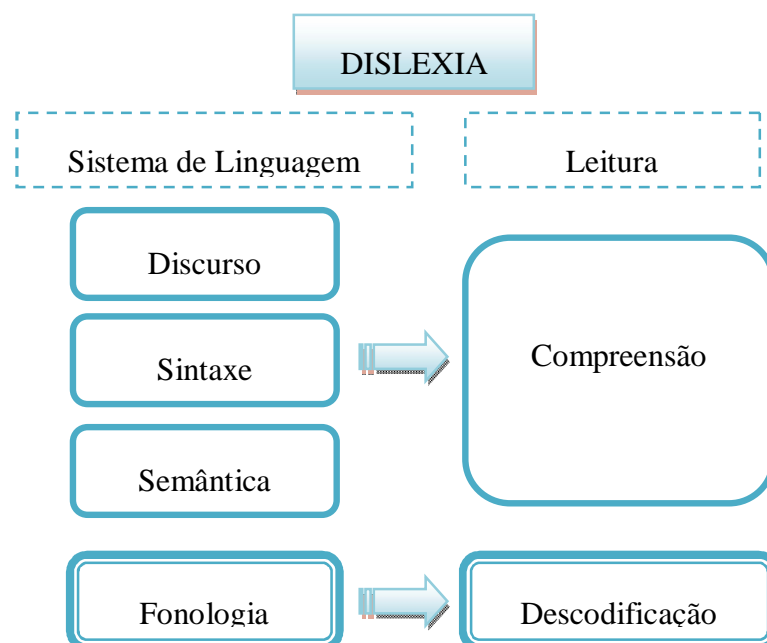 DISLEXIA
Sistema de Linguagem
Leitura
Discurso
Sintaxe
Compreensão
Semântica
Fonologia
Descodificação